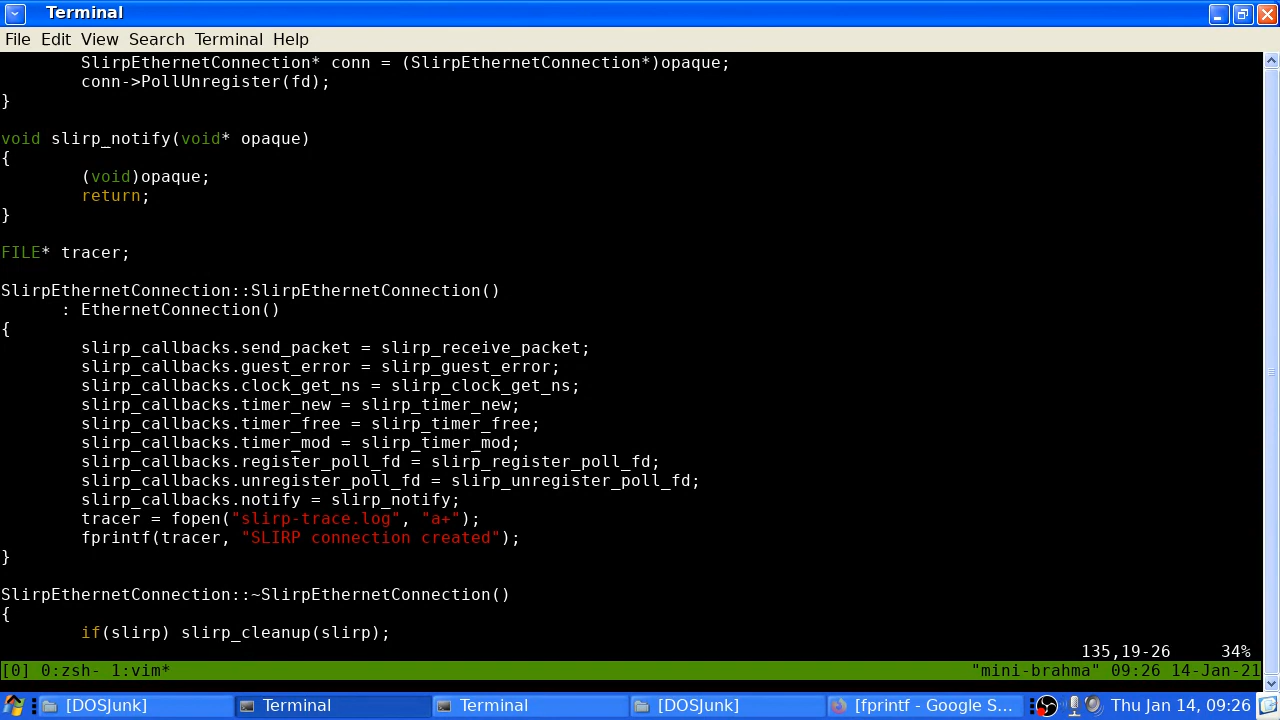 Terminal
File Edit View Search Terminal Help
        SlirpEthernetConnection* conn = (SlirpEthernetConnection*)opaque;
        conn->PollUnregister(fd);
}
void slirp_notify(void* opaque)
{
        (void)opaque;
        return;
}
FILE* tracer;
SlirpEthernetConnection::SlirpEthernetConnection()
      : EthernetConnection()
{
        slirp_callbacks.send_packet = slirp_receive_packet;
        slirp_callbacks.guest_error = slirp_guest_error;
        slirp_callbacks.clock_get_ns = slirp_clock_get_ns;
        slirp_callbacks.timer_new = slirp_timer_new;
        slirp_callbacks.timer_free = slirp_timer_free;
        slirp_callbacks.timer_mod = slirp_timer_mod;
        slirp_callbacks.register_poll_fd = slirp_register_poll_fd;
        slirp_callbacks.unregister_poll_fd = slirp_unregister_poll_fd;
        slirp_callbacks.notify = slirp_notify;
        tracer = fopen("slirp-trace.log", "a+");
        fprintf(tracer, "SLIRP connection created");
}
SlirpEthernetConnection::~SlirpEthernetConnection()
{
        if(slirp) slirp_cleanup(slirp);
135,19-26     34%
[0] 0:zsh- 1:vim* "mini-brahma" 09:26 14-Jan-21
[DOSJunk] Terminal Terminal [DOSJunk] [fprintf - Google S... Thu Jan 14, 09:26